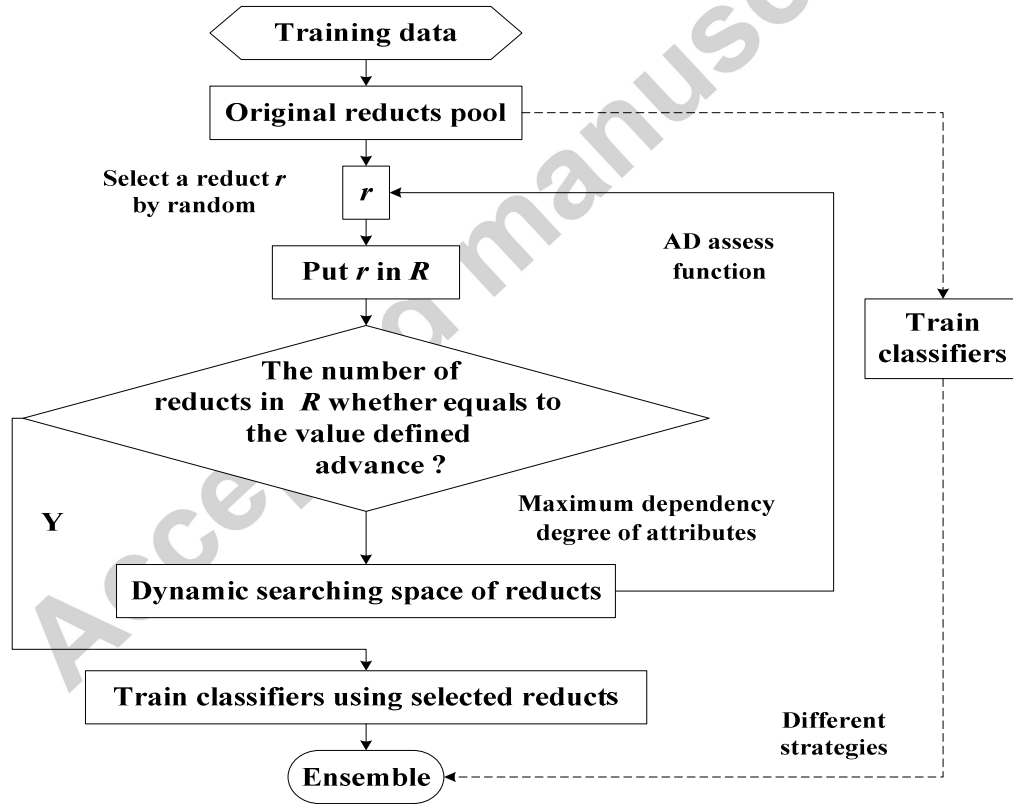 Training data
Original reducts pool
Select a reduct r
by random
r
AD assess
function
Put r in R
Train
classifiers
The number of
reducts in R whether equals to
the value defined
advance ?
Y
Maximum dependency
degree of attributes
Dynamic searching space of reducts
Train classifiers using selected reducts
Different
strategies
Ensemble